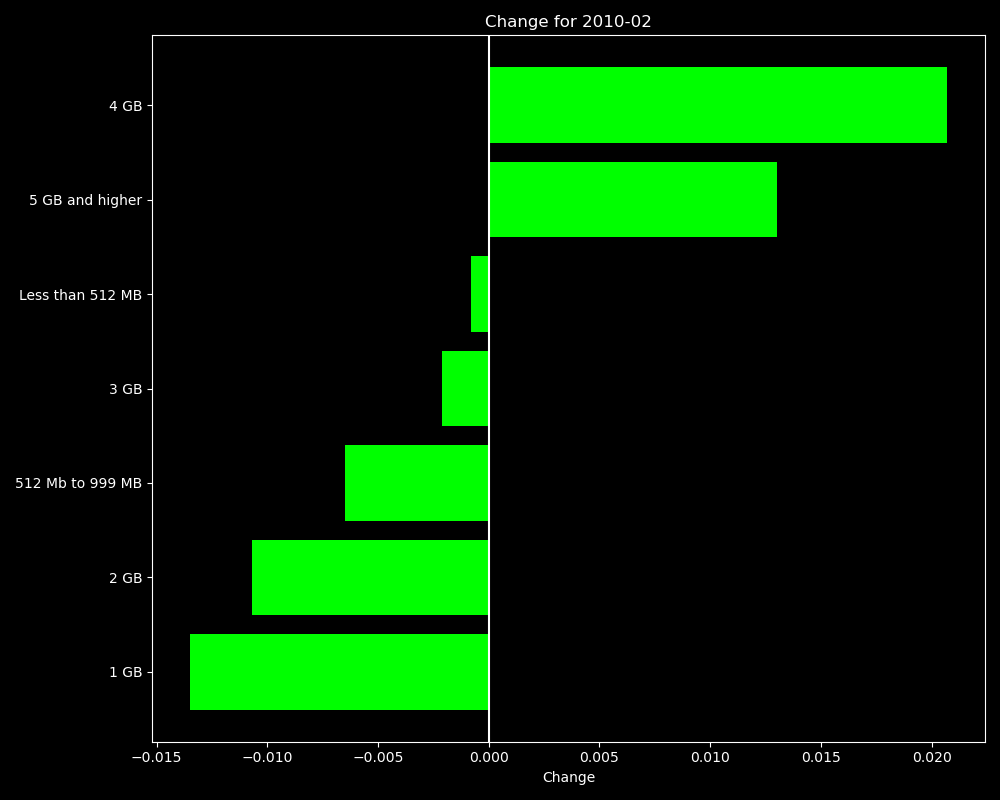 Change for 2010-02
4 GB
5 GB and higher
Less than 512 MB
3 GB
512 Mb to 999 MB
2 GB
1 GB
−0.015 −0.010 −0.005 0.000 0.005 0.010 0.015 0.020
Change